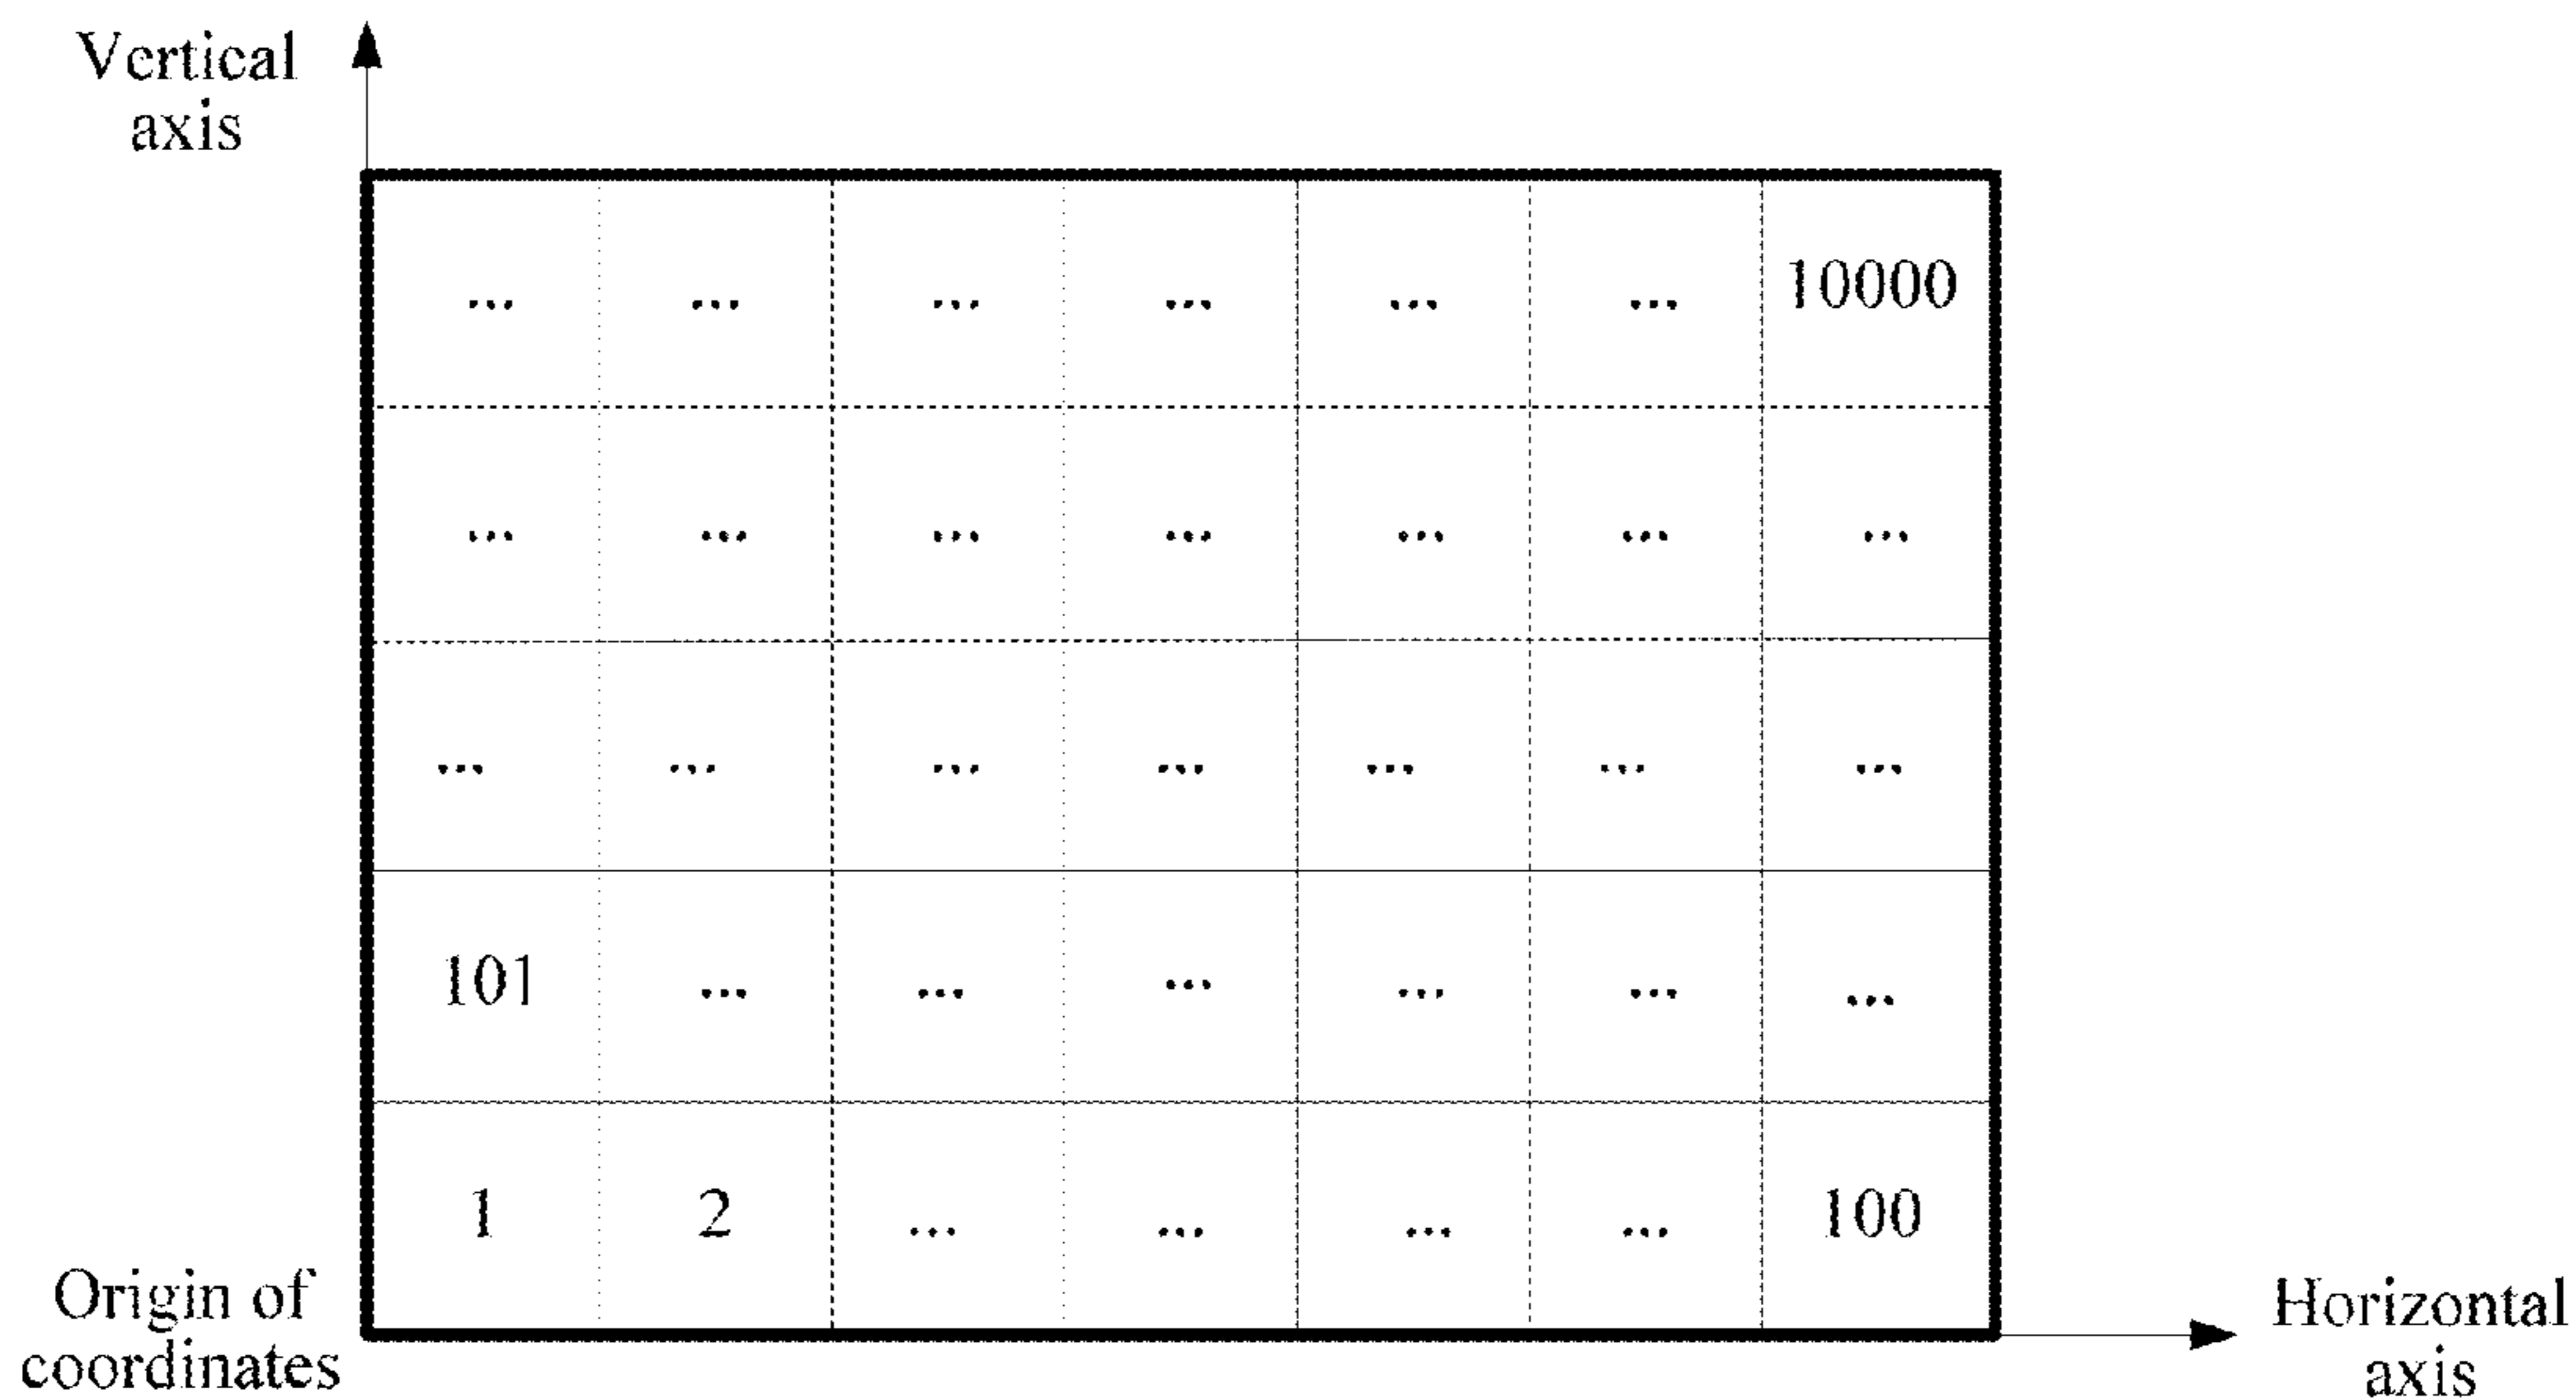 Vertical
axis
... ... ... ... ... ... 10000
... ... ... ... ... ... ...
... ... ... ... ... ... ...
101 ... ... ... ... ... ...
1 2 ... ... ... ... 100
Origin of
coordinates
Horizontal
axis